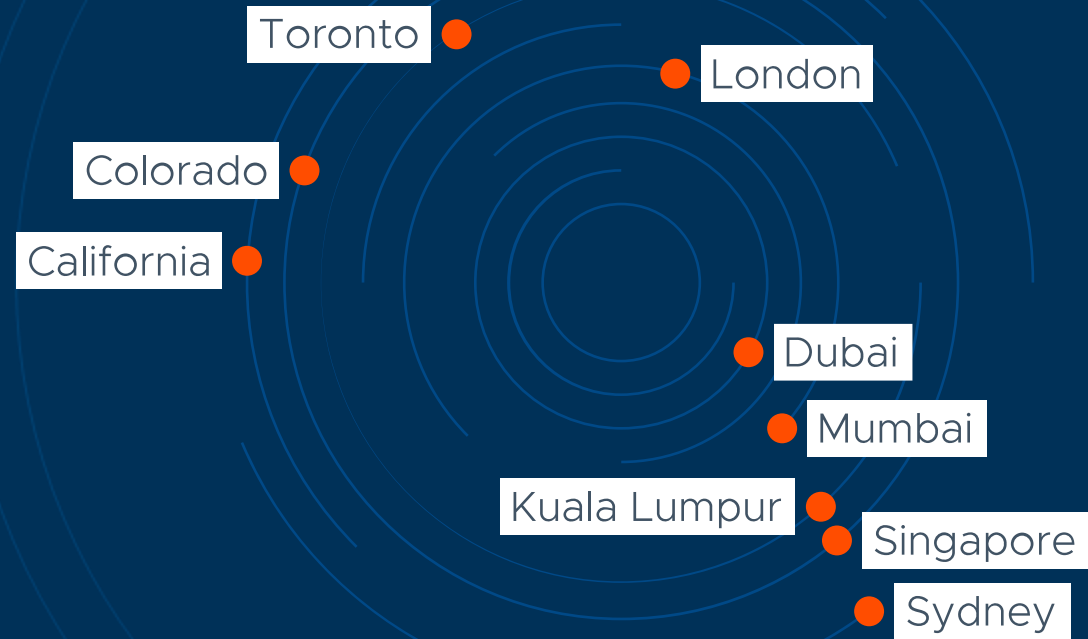 Toronto
London
Colorado
California
Dubai
Mumbai
Kuala Lumpur
Singapore
Sydney